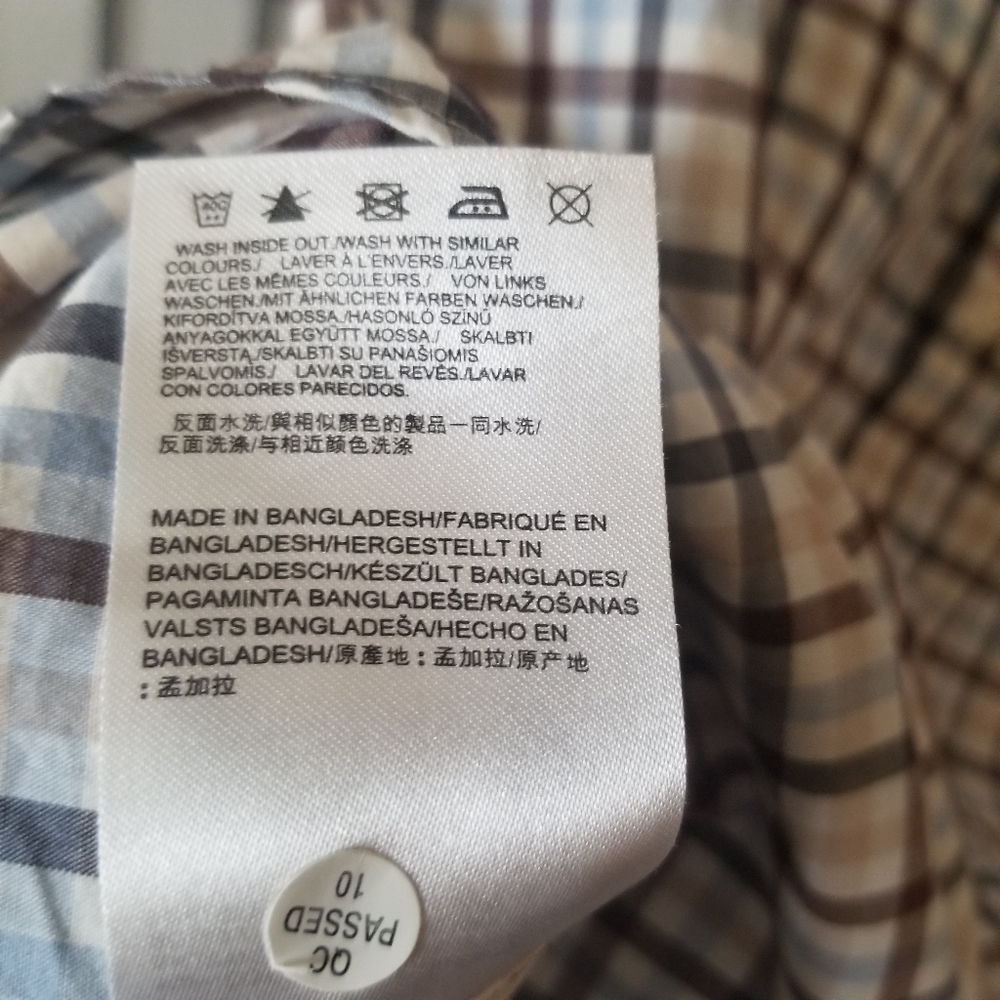 40C
WASH INSIDE OUT./WASH WITH SIMILAR
COLOURS./ LAVER À L'ENVERS./LAVER
AVEC LES MÊMES COULEURS./ VON LINKS
WASCHEN./MIT ÄHNLICHEN FARBEN WASCHEN./
KIFORDÍTVA MOSSA./HASONLÓ SZÍNŰ
ANYAGOKKAL EGYÜTT MOSSA./ SKALBTI
IŠVERSTĄ./SKALBTI SU PANAŠIOMIS
SPALVOMIS./ LAVAR DEL REVÉS./LAVAR
CON COLORES PARECIDOS.
反面水洗/與相似顏色的製品一同水洗/
反面洗涤/与相近颜色洗涤
MADE IN BANGLADESH/FABRIQUÉ EN
BANGLADESH/HERGESTELLT IN
BANGLADESCH/KÉSZÜLT BANGLADES/
PAGAMINTA BANGLADEŠE/RAŽOŠANAS
VALSTS BANGLADEŠA/HECHO EN
BANGLADESH/原產地：孟加拉/原产地
：孟加拉
QC
PASSED
10